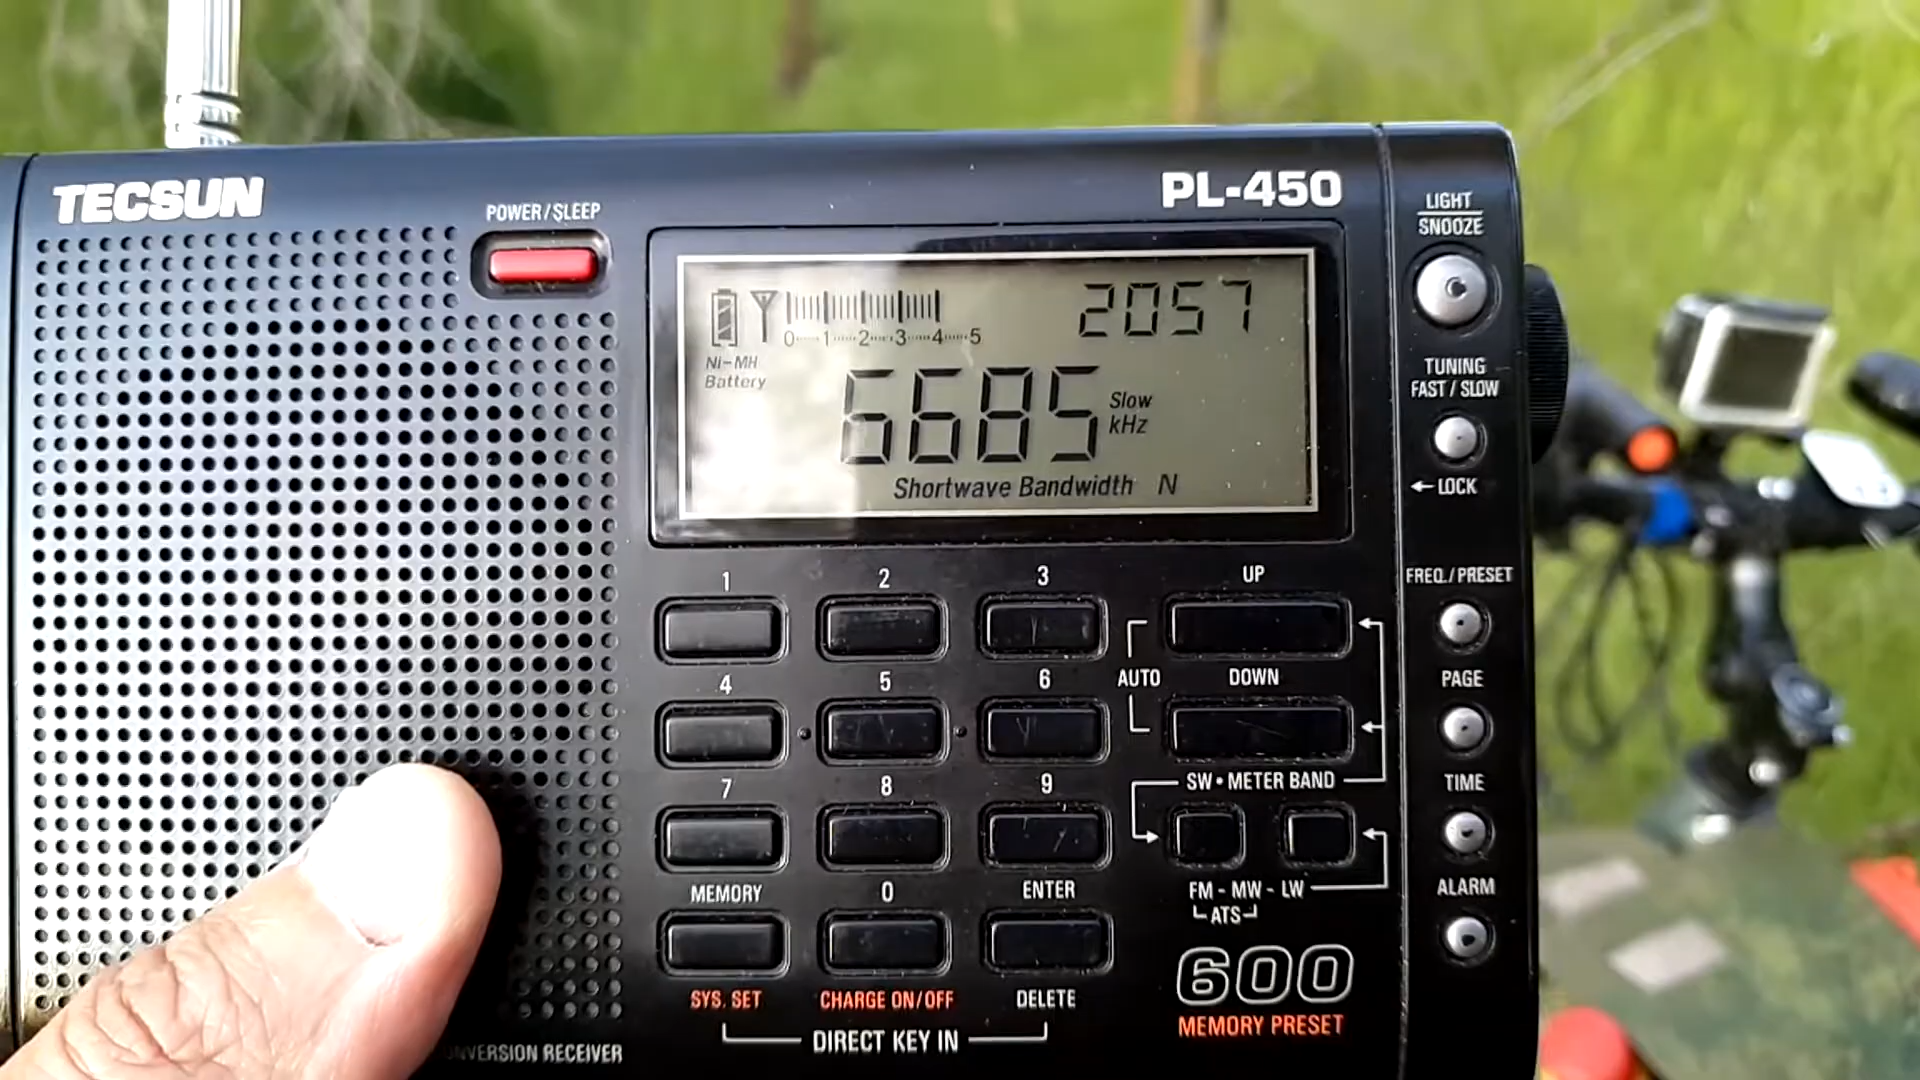 TECSUN
PL-450
POWER/SLEEP
LIGHT
SNOOZE
2057
0 1 2 3 4 5
Ni-MH
Battery
6685
Slow
kHz
Shortwave Bandwidth N
TUNING
FAST / SLOW
← LOCK
1 2 3 UP
FREQ./PRESET
4 5 6 AUTO DOWN
PAGE
7 8 9 SW • METER BAND
TIME
MEMORY 0 ENTER
FM - MW - LW
ALARM
ATS
SYS. SET CHARGE ON/OFF DELETE
600
MEMORY PRESET
DIRECT KEY IN
RECEIVER